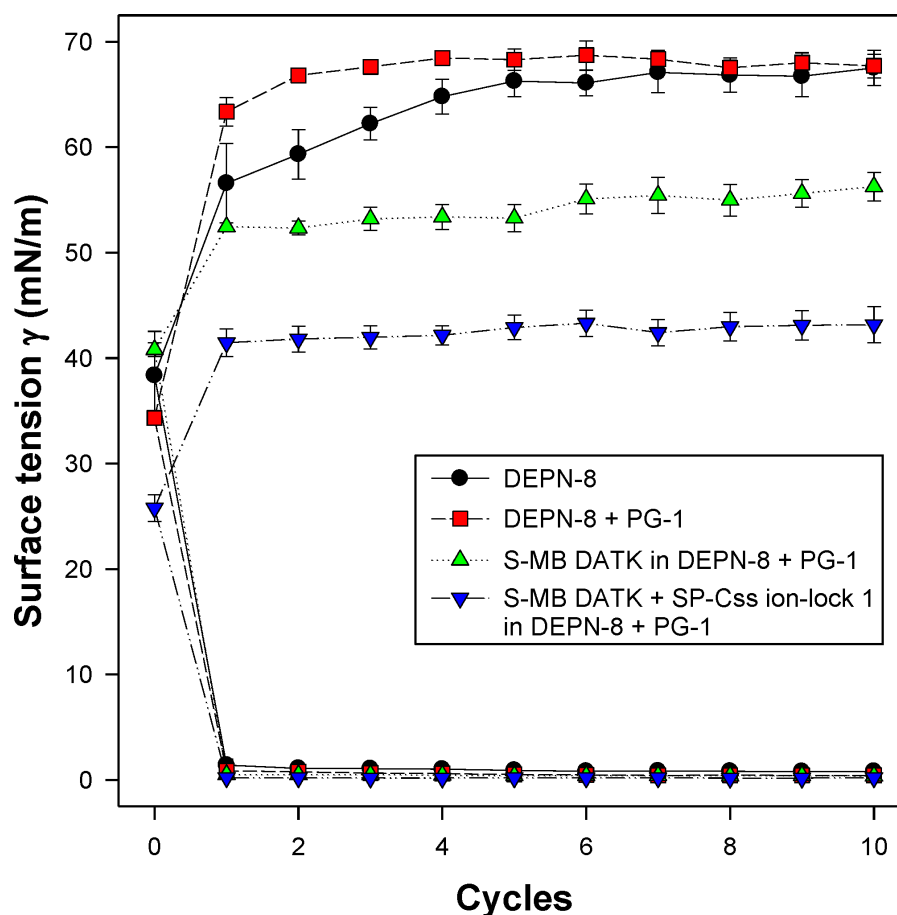 70
60
50
40
30
20
10
0
Surface tension γ (mN/m)
DEPN-8
DEPN-8 + PG-1
S-MB DATK in DEPN-8 + PG-1
S-MB DATK + SP-Css ion-lock 1
in DEPN-8 + PG-1
0 2 4 6 8 10
Cycles